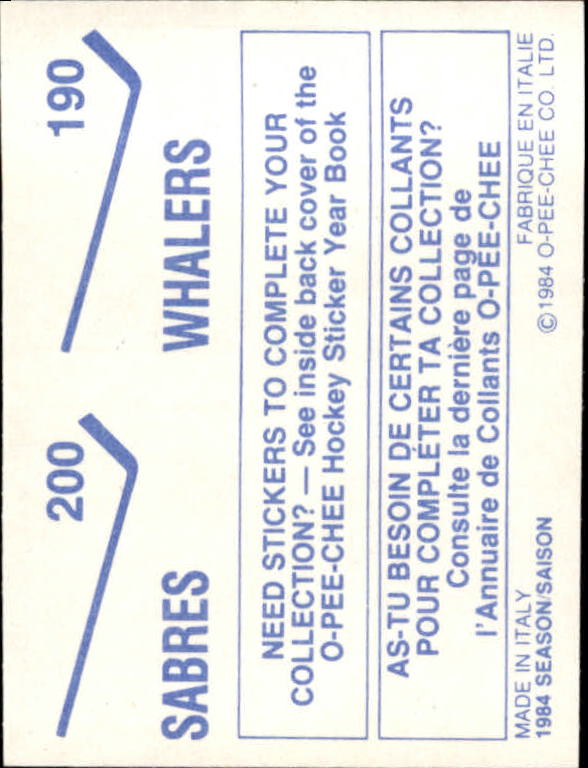 200
SABRES
190
WHALERS
NEED STICKERS TO COMPLETE YOUR
COLLECTION? — See inside back cover of the
O-PEE-CHEE Hockey Sticker Year Book
AS-TU BESOIN DE CERTAINS COLLANTS
POUR COMPLÉTER TA COLLECTION?
Consulte la dernière page de
l'Annuaire de Collants O-PEE-CHEE
MADE IN ITALY
1984 SEASON/SAISON
FABRIQUE EN ITALIE
©1984 O-PEE-CHEE CO. LTD.